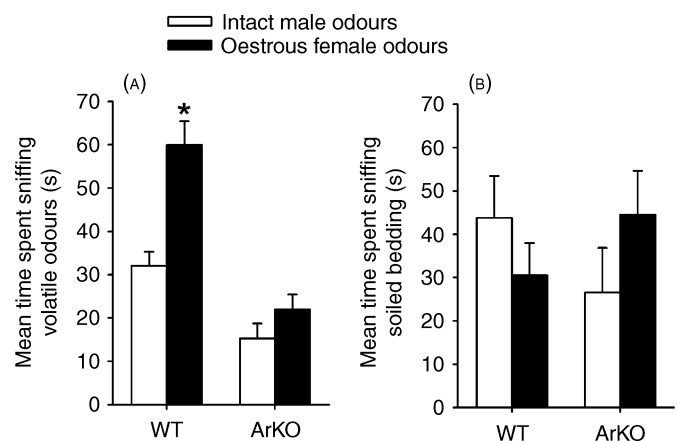 Intact male odours
Oestrous female odours
(A)
Mean time spent sniffing
volatile odours (s)
70
60
50
40
30
20
10
0
*
WT
ArKO
(B)
Mean time spent sniffing
soiled bedding (s)
70
60
50
40
30
20
10
0
WT
ArKO